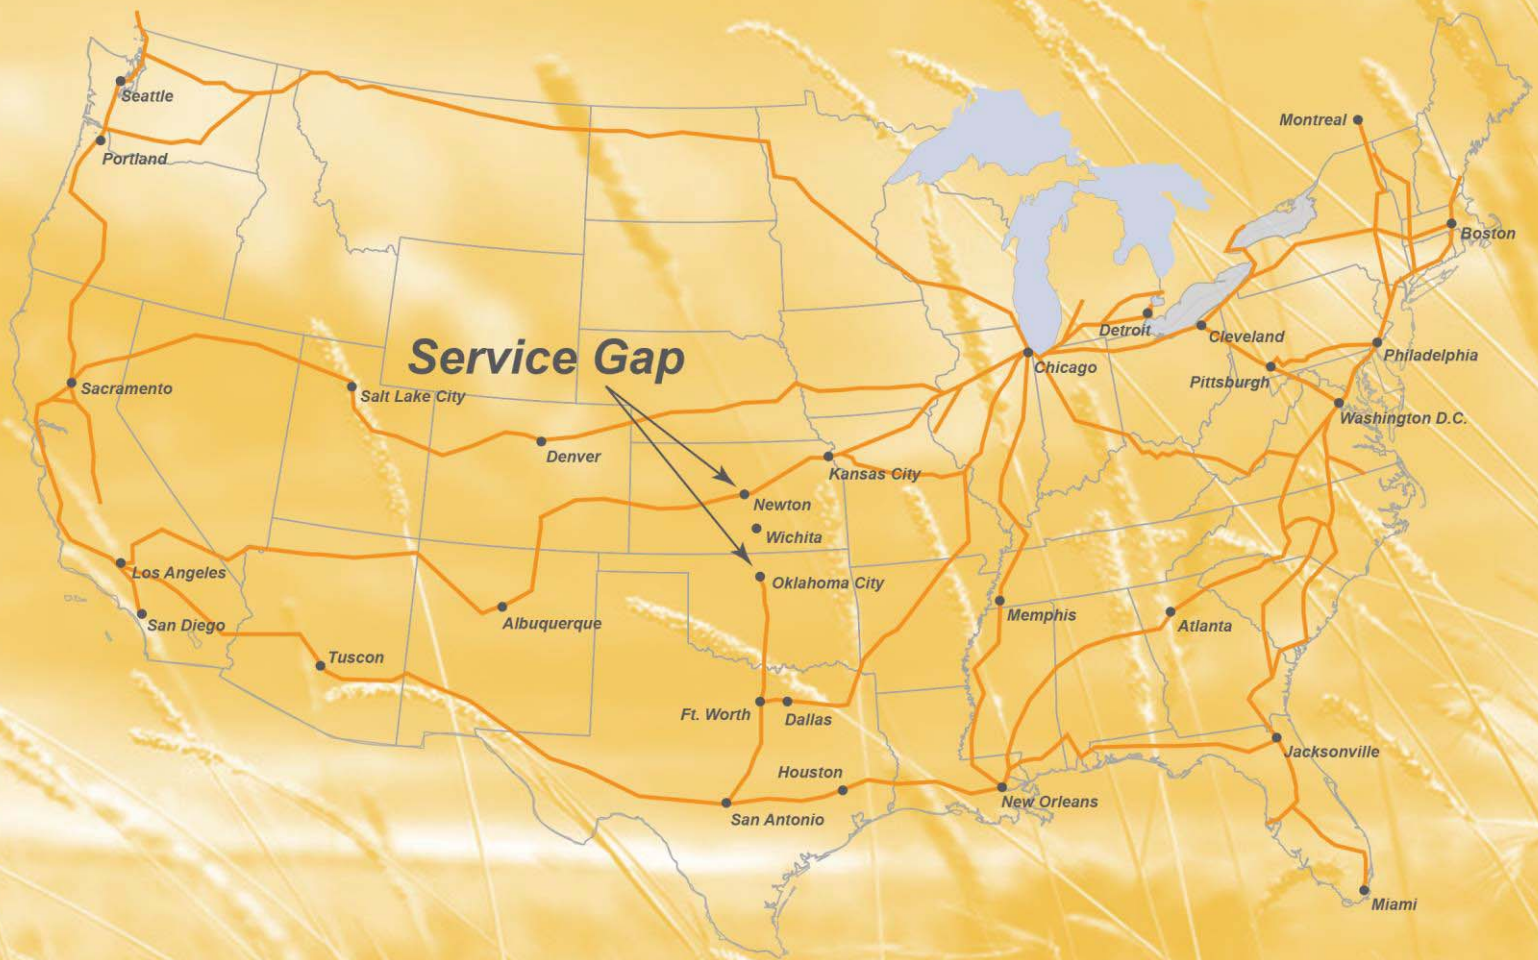 Seattle
Portland
Montreal
Boston
Service Gap
Detroit
Cleveland
Chicago
Philadelphia
Pittsburgh
Sacramento
Salt Lake City
Washington D.C.
Denver
Kansas City
Newton
Wichita
Los Angeles
Oklahoma City
Albuquerque
San Diego
Memphis
Atlanta
Tuscon
Ft. Worth
Dallas
Jacksonville
Houston
New Orleans
San Antonio
Miami